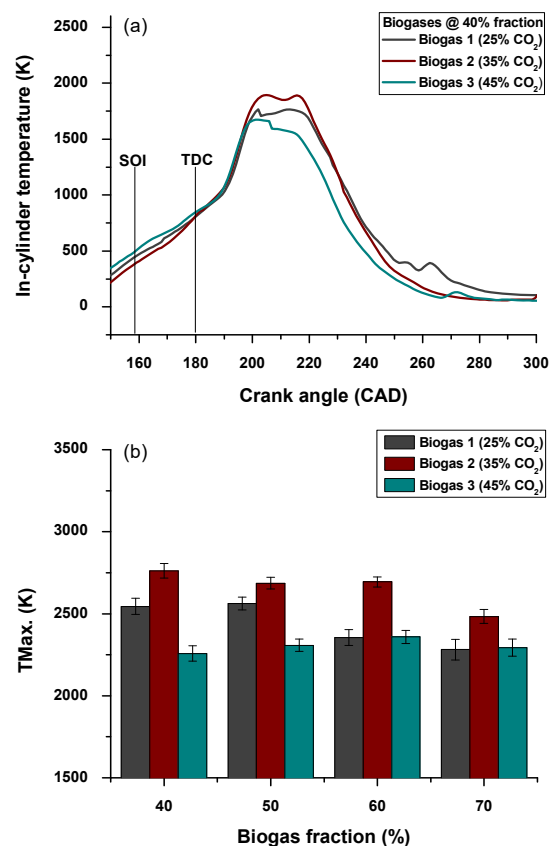 (a)
Biogases @ 40% fraction
Biogas 1 (25% CO₂)
Biogas 2 (35% CO₂)
Biogas 3 (45% CO₂)
In-cylinder temperature (K)
2500
2000
1500
1000
500
0
SOI
TDC
160 180 200 220 240 260 280 300
Crank angle (CAD)
(b)
Biogas 1 (25% CO₂)
Biogas 2 (35% CO₂)
Biogas 3 (45% CO₂)
TMax. (K)
3500
3000
2500
2000
1500
40 50 60 70
Biogas fraction (%)